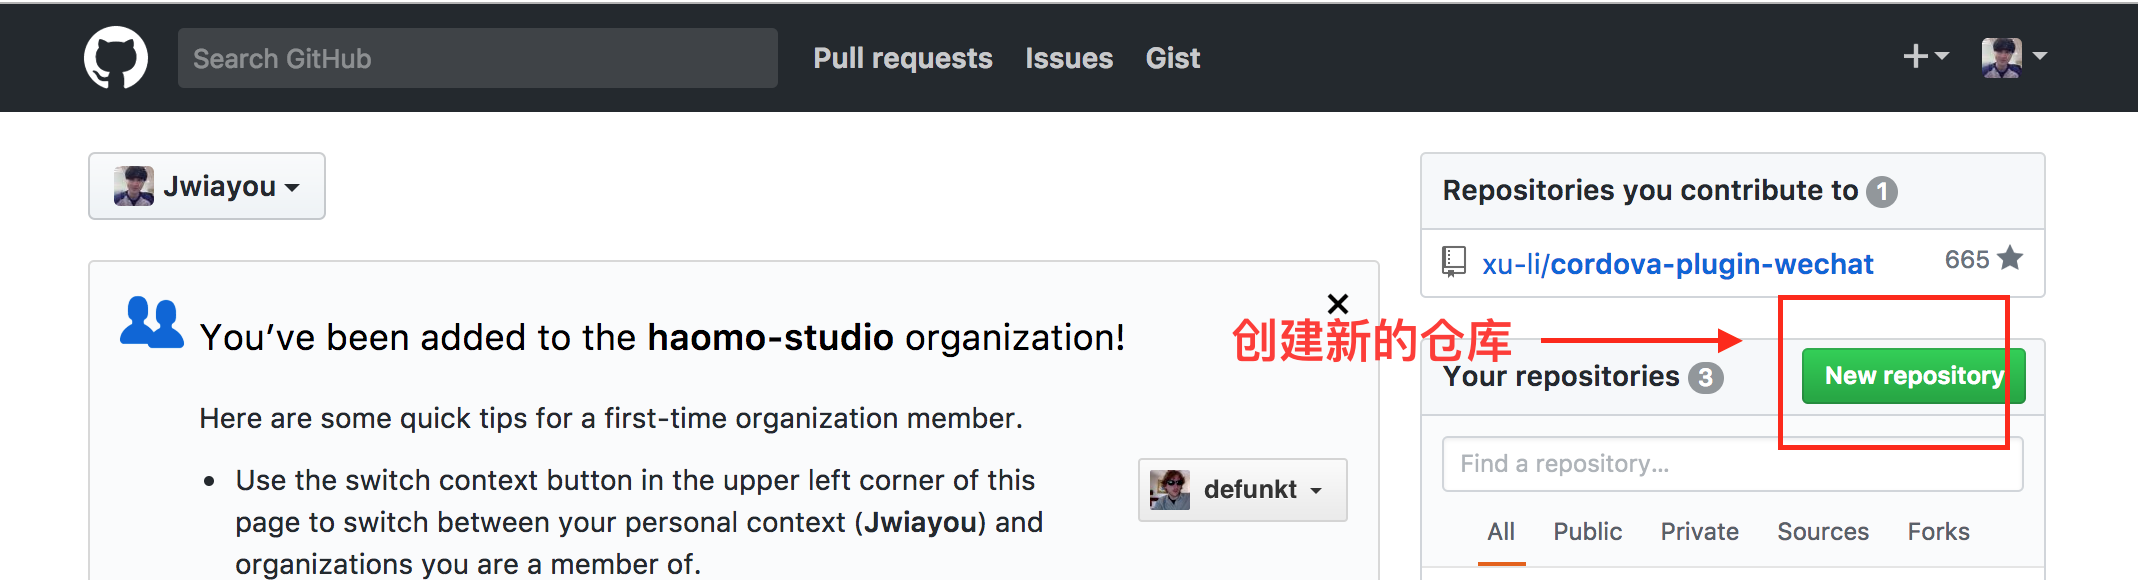 Search GitHub
Pull requests
Issues
Gist
Jwiayou
You've been added to the haomo-studio organization!
Here are some quick tips for a first-time organization member.
Use the switch context button in the upper left corner of this
page to switch between your personal context (Jwiayou) and
organizations you are a member of.
defunkt
Repositories you contribute to 1
xu-li/cordova-plugin-wechat 665
创建新的仓库
Your repositories 3
New repository
Find a repository...
All
Public
Private
Sources
Forks